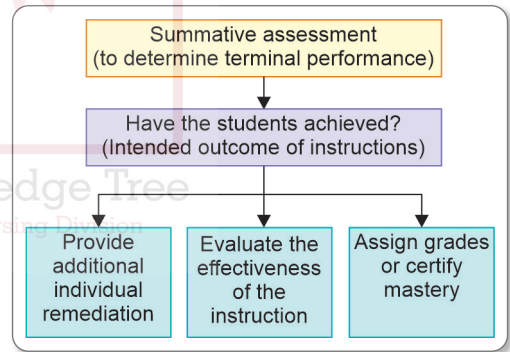 Summative assessment
(to determine terminal performance)
Have the students achieved?
(Intended outcome of instructions)
edge Tree
sing Division
Provide
additional
individual
remediation
Evaluate the
effectiveness
of the
instruction
Assign grades
or certify
mastery